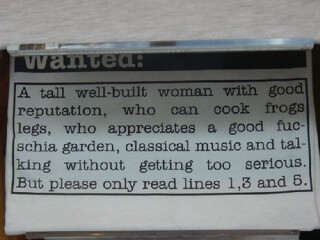 Wanted:
A tall well-built woman with good
reputation, who can cook frogs
legs, who appreciates a good fuc-
schia garden, classical music and tal-
king without getting too serious.
But please only read lines 1,3 and 5.